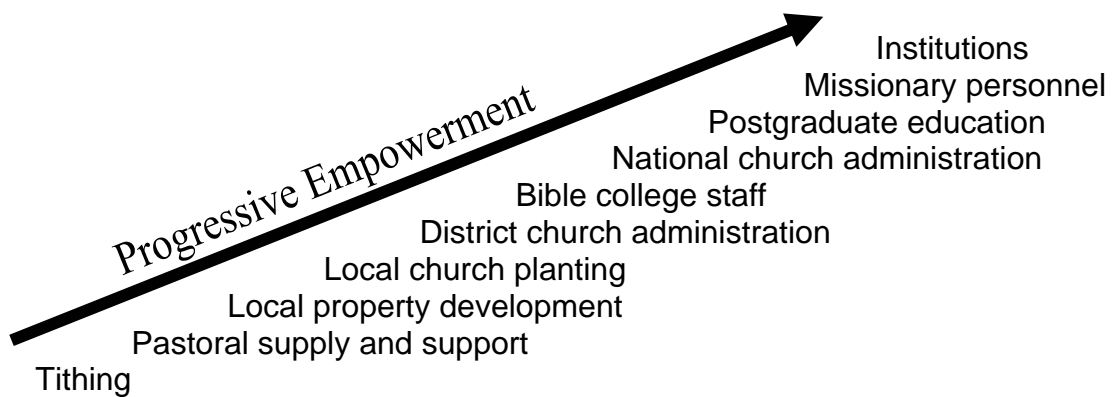 Institutions
Missionary personnel
Postgraduate education
National church administration
Bible college staff
District church administration
Local church planting
Local property development
Pastoral supply and support
Tithing
Progressive Empowerment